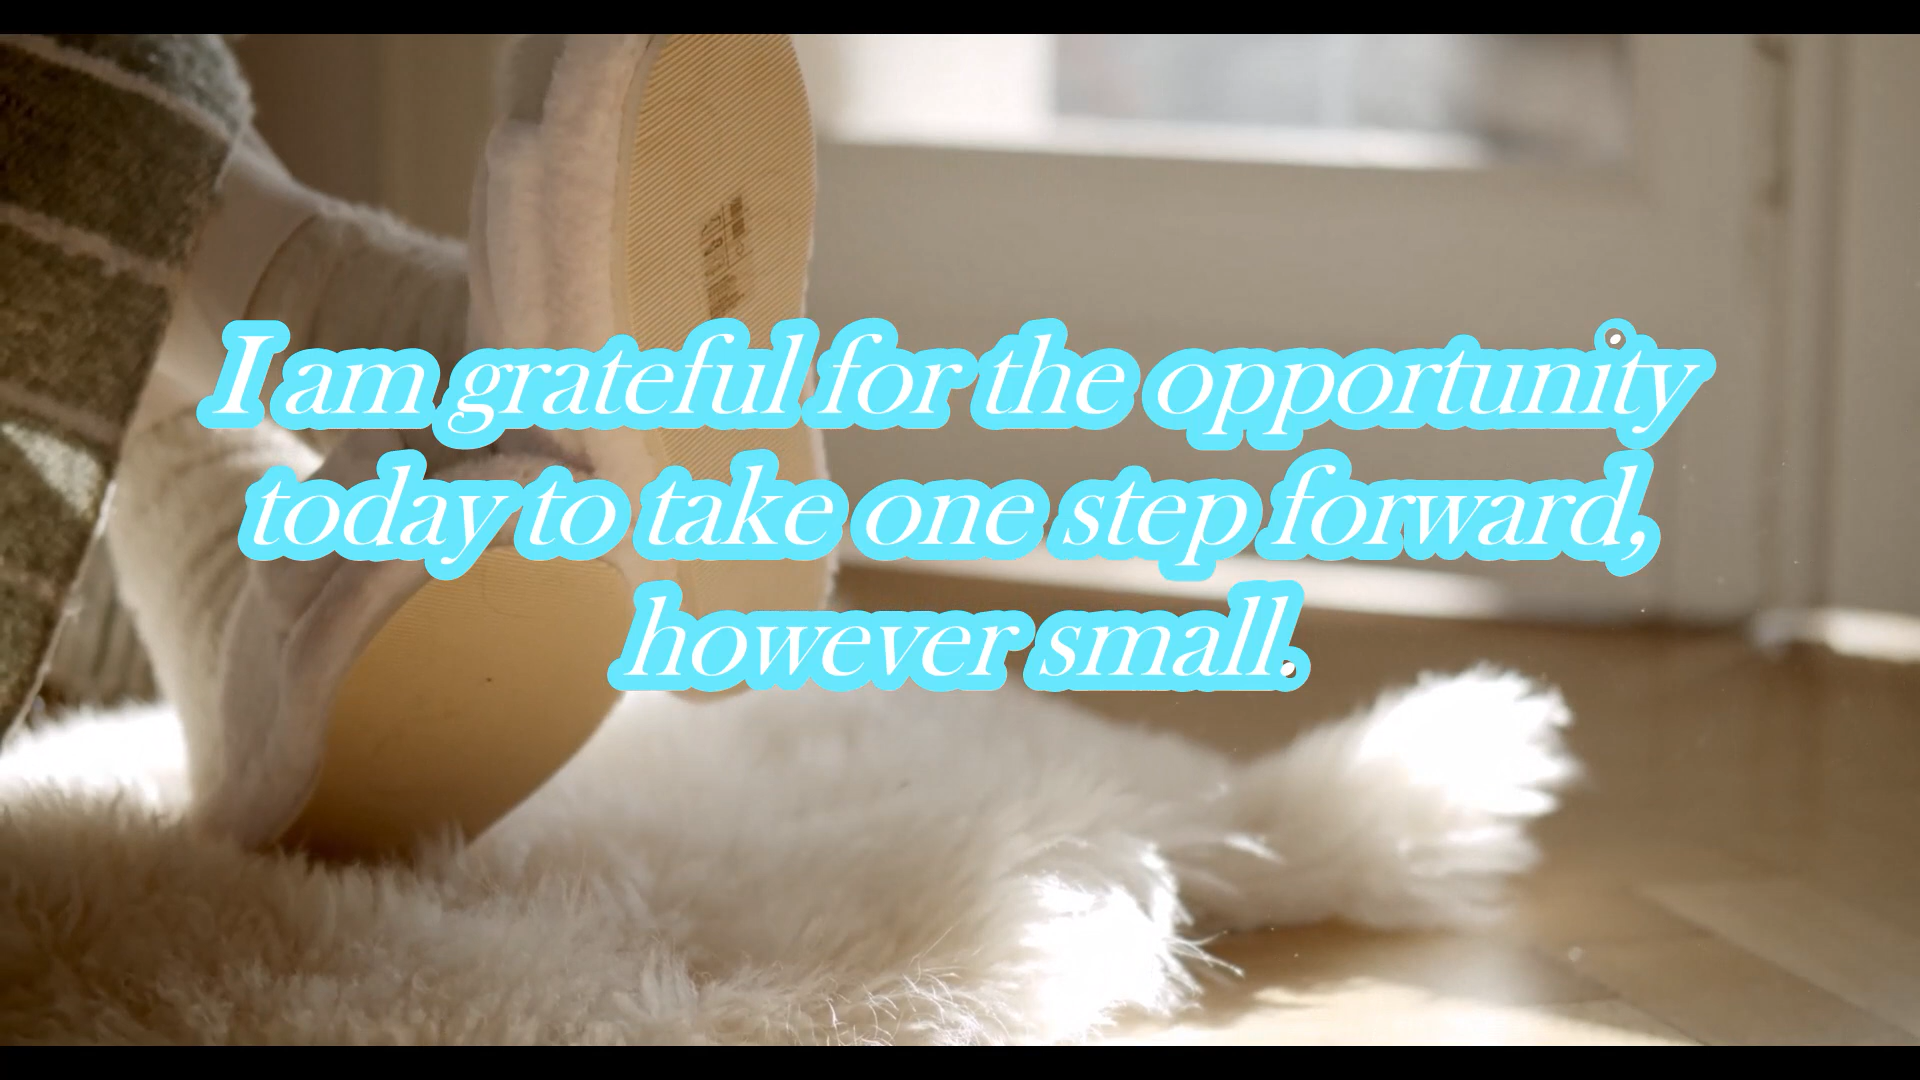 I am grateful for the opportunity
today to take one step forward,
however small.